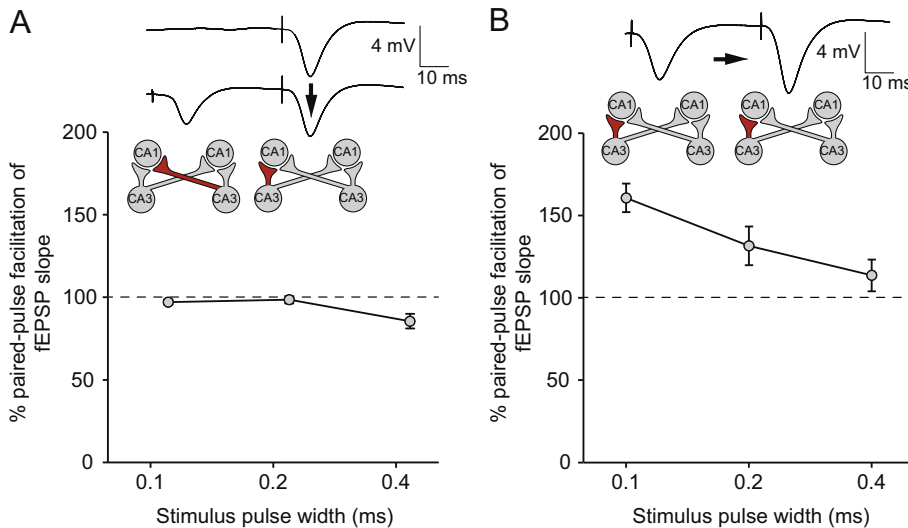 A
4 mV
10 ms
CA1 CA1 CA1 CA1
CA3 CA3 CA3 CA3
200
150
100
50
0
% paired-pulse facilitation of
fEPSP slope
0.1 0.2 0.4
Stimulus pulse width (ms)
B
4 mV
10 ms
CA1 CA1 CA1 CA1
CA3 CA3 CA3 CA3
200
150
100
50
0
% paired-pulse facilitation of
fEPSP slope
0.1 0.2 0.4
Stimulus pulse width (ms)